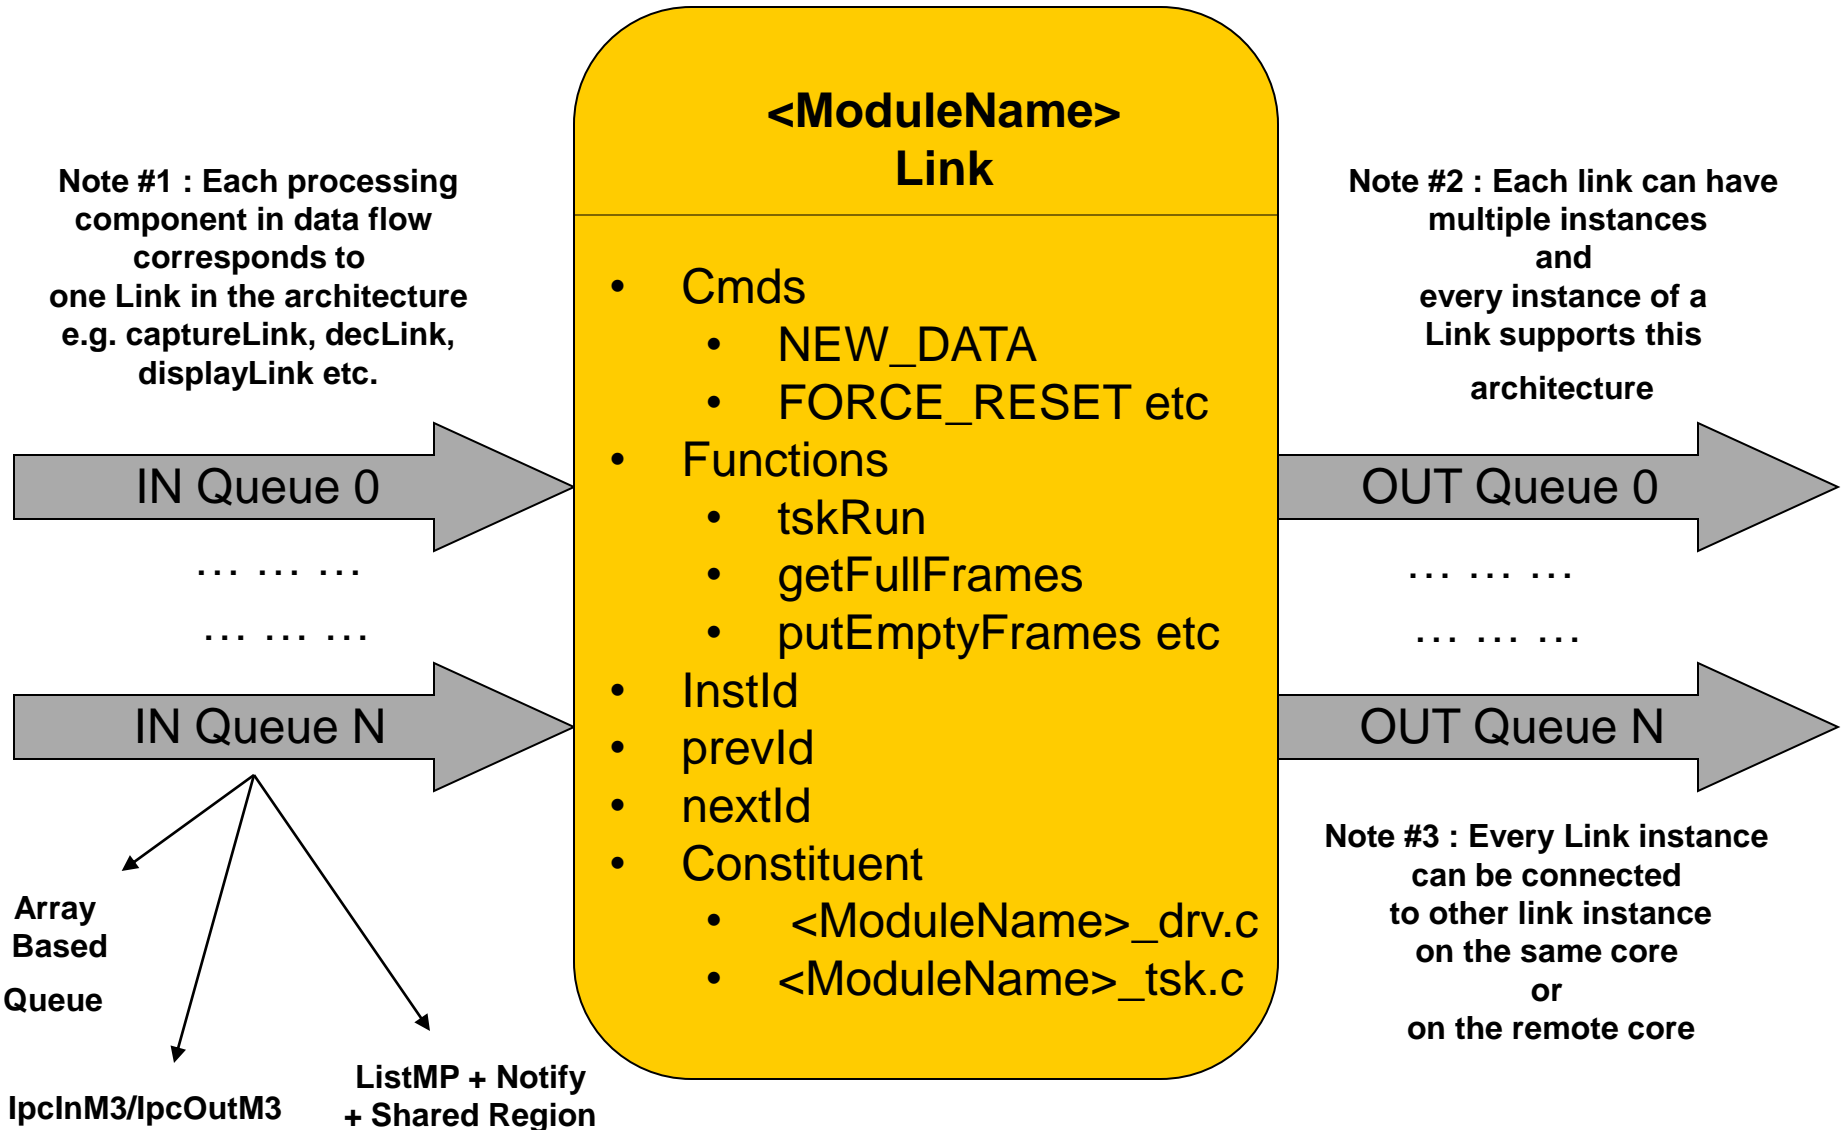 <ModuleName>
Link
Note #1 : Each processing
component in data flow
corresponds to
one Link in the architecture
e.g. captureLink, decLink,
displayLink etc.
IN Queue 0
... ... ...
... ... ...
IN Queue N
Array
Based
Queue
IpcInM3/IpcOutM3
ListMP + Notify
+ Shared Region
• Cmds
• NEW_DATA
• FORCE_RESET etc
• Functions
• tskRun
• getFullFrames
• putEmptyFrames etc
• InstId
• prevId
• nextId
• Constituent
• <ModuleName>_drv.c
• <ModuleName>_tsk.c
Note #2 : Each link can have
multiple instances
and
every instance of a
Link supports this
architecture
OUT Queue 0
... ... ...
... ... ...
OUT Queue N
Note #3 : Every Link instance
can be connected
to other link instance
on the same core
or
on the remote core